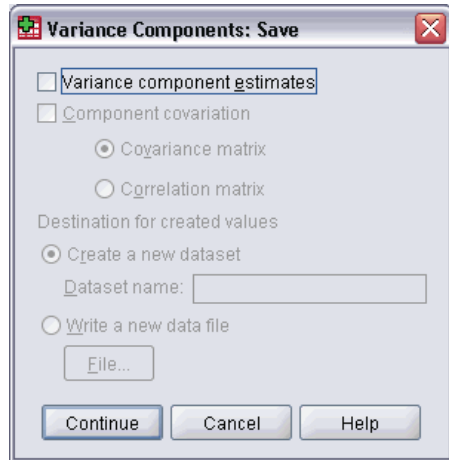 Variance Components: Save
Variance component estimates
Component covariation
Covariance matrix
Correlation matrix
Destination for created values
Create a new dataset
Dataset name:
Write a new data file
File...
Continue
Cancel
Help